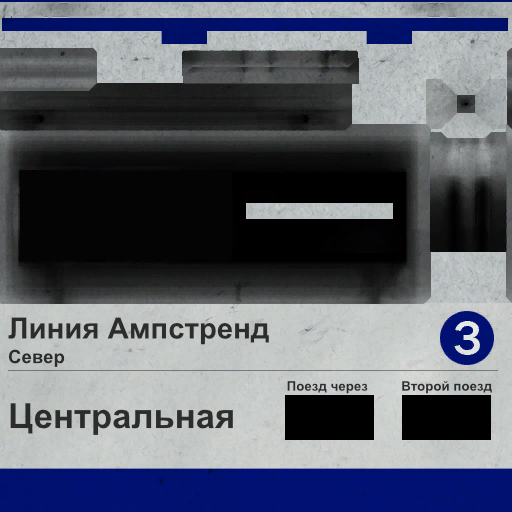 Линия Ампстренд
3
Север
Поезд через
Второй поезд
Центральная